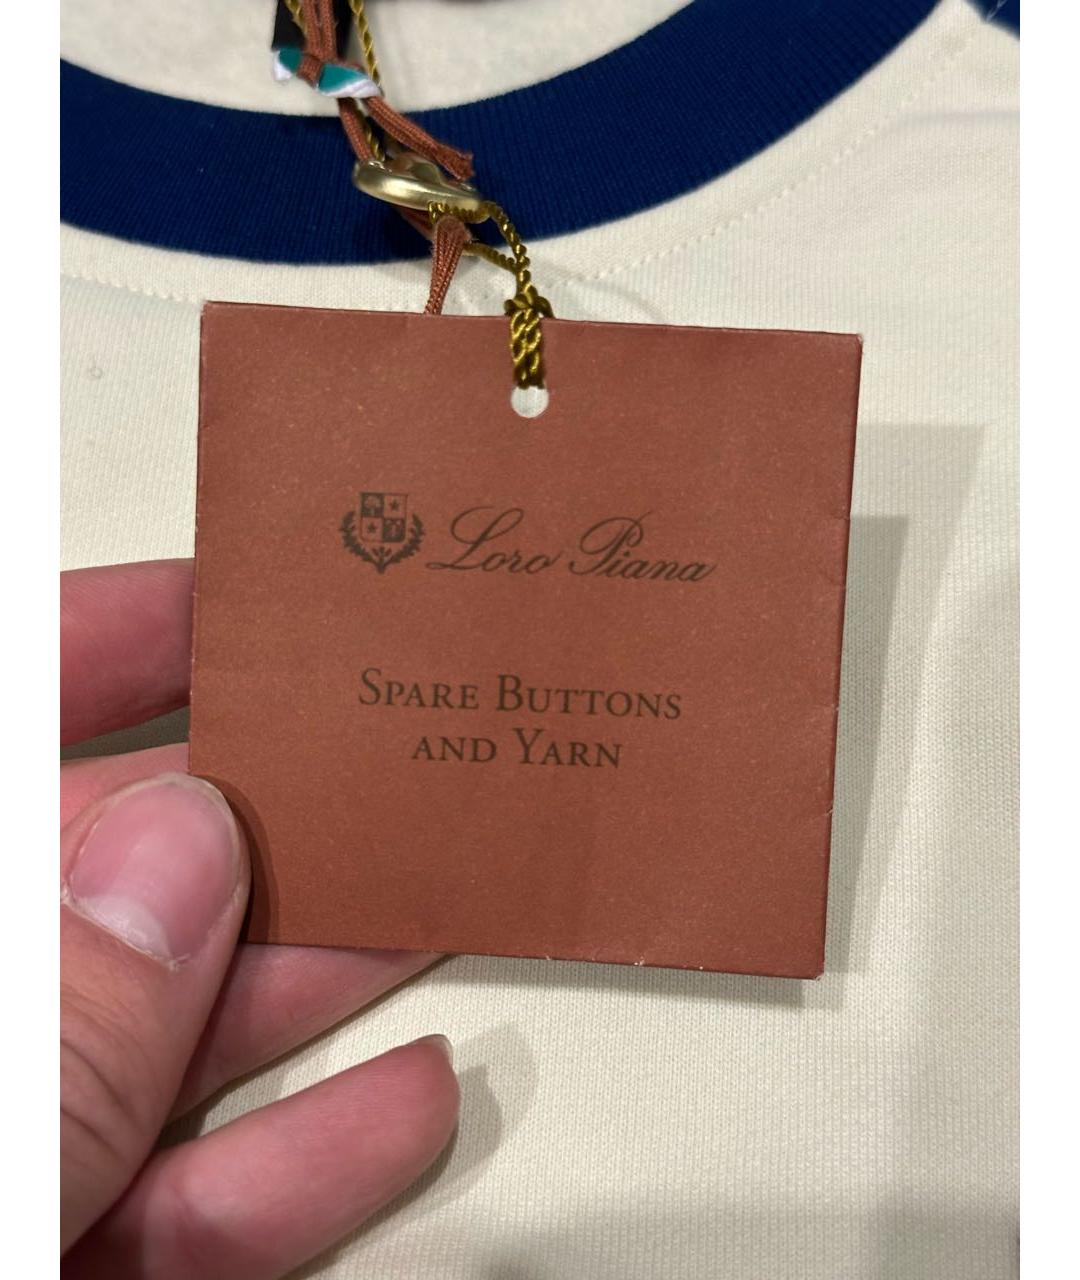 Loro Piana
SPARE BUTTONS
AND YARN